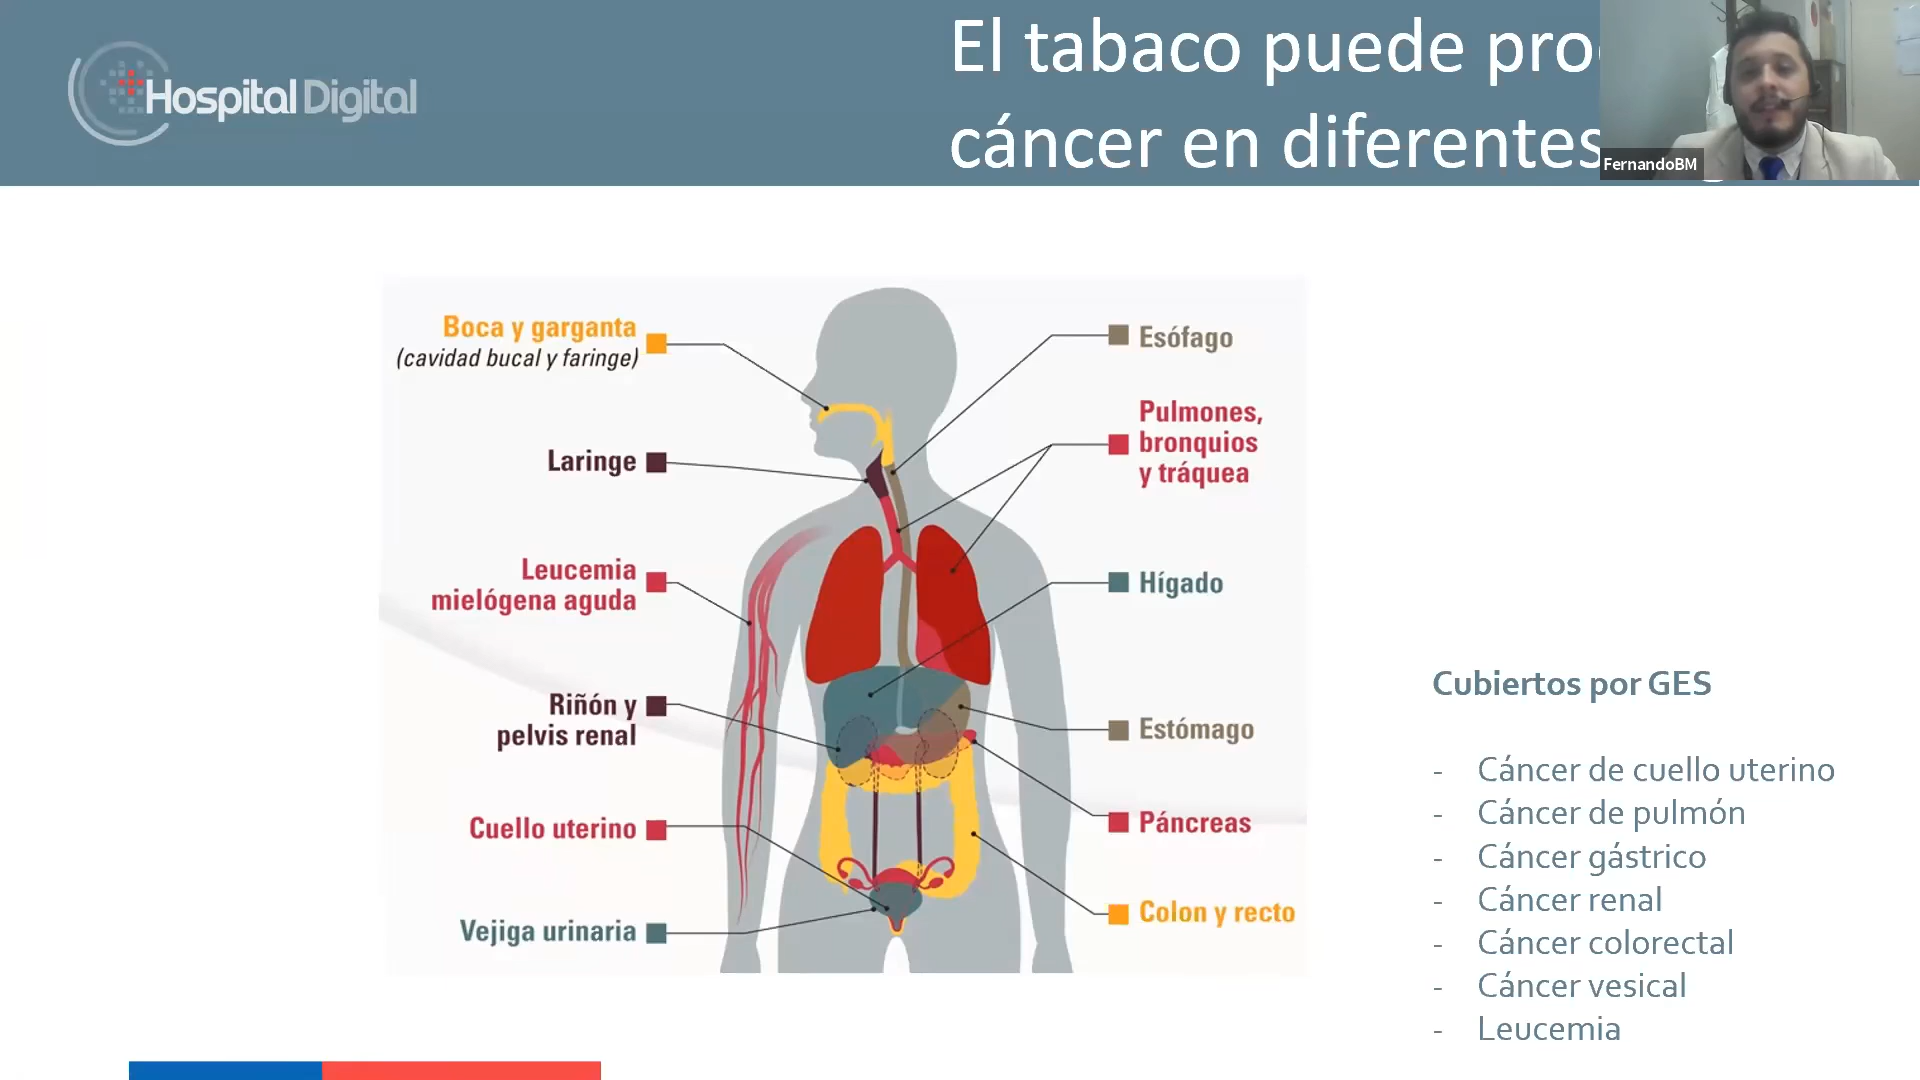 Hospital Digital
El tabaco puede
cáncer en diferentes
FernandoBM
Boca y garganta
(cavidad bucal y faringe)
Laringe
Leucemia
mielógena aguda
Riñón y
pelvis renal
Cuello uterino
Vejiga urinaria
Esófago
Pulmones,
bronquios
y tráquea
Hígado
Estómago
Páncreas
Colon y recto
Cubiertos por GES
- Cáncer de cuello uterino
- Cáncer de pulmón
- Cáncer gástrico
- Cáncer renal
- Cáncer colorectal
- Cáncer vesical
- Leucemia